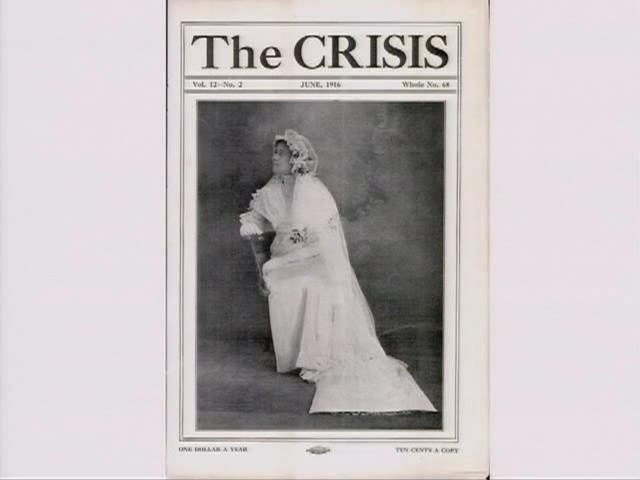 The CRISIS
Vol. 12—No. 2 JUNE, 1916 Whole No. 68
ONE DOLLAR A YEAR TEN CENTS A COPY